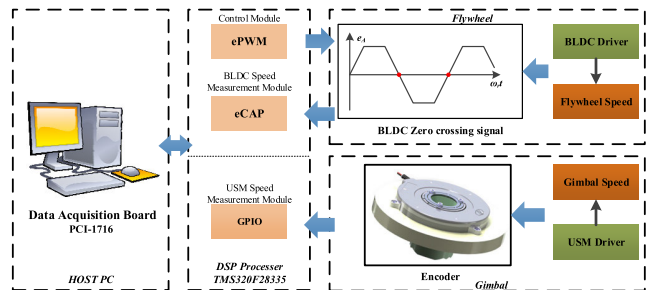 Data Acquisition Board
PCI-1716
HOST PC
Control Module
ePWM
BLDC Speed
Measurement Module
eCAP
USM Speed
Measurement Module
GPIO
DSP Processer
TMS320F28335
Flywheel
eA
ωrt
BLDC Zero crossing signal
BLDC Driver
Flywheel Speed
Encoder
Gimbal
Gimbal Speed
USM Driver